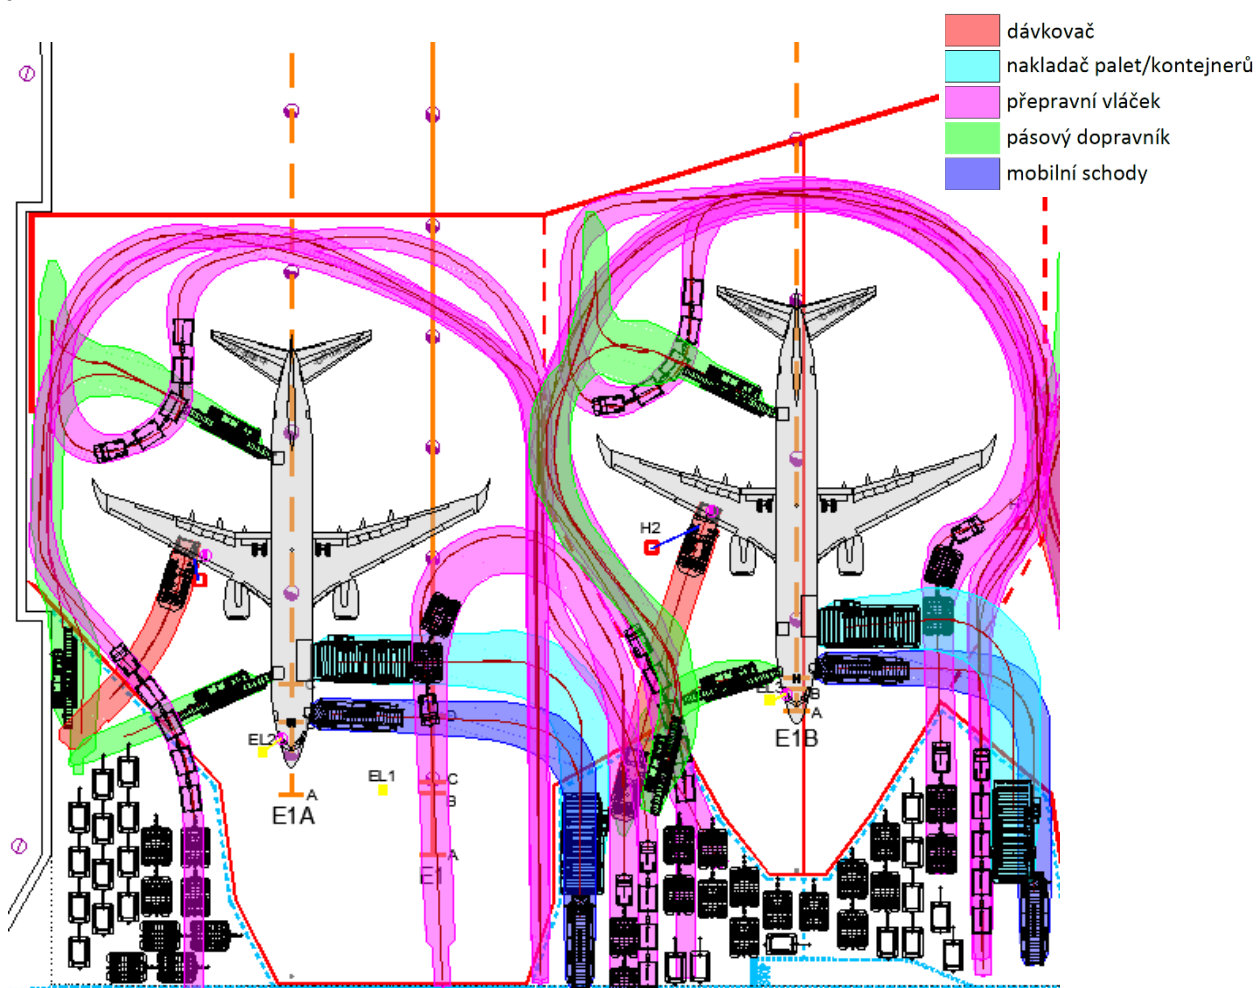 dávkovač
nakladač palet/kontejnerů
přepravní vláček
pásový dopravník
mobilní schody
H2
C
EL3
B
A
E1B
D
EL2
EL1
C
A
B
E1A
A
E1